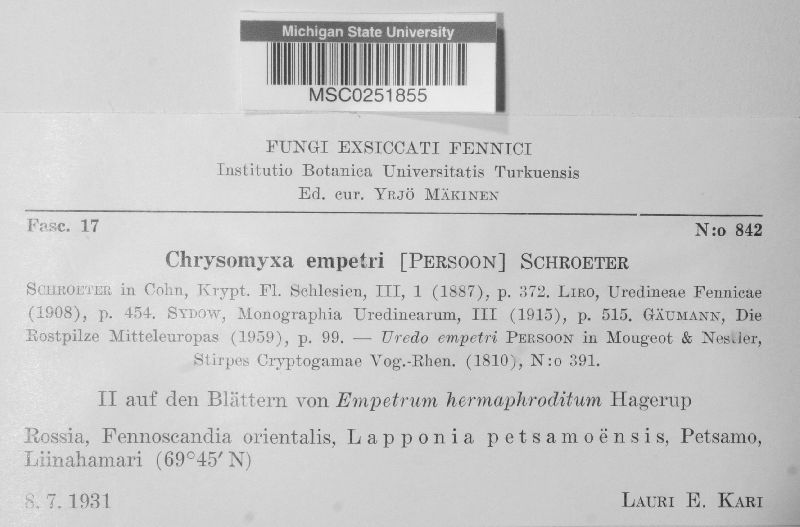 Michigan State University
MSC0251855
FUNGI EXSICCATI FENNICI
Institutio Botanica Universitatis Turkuensis
Ed. cur. YRJÖ MÄKINEN
Fasc. 17 N:o 842
Chrysomyxa empetri [PERSOON] SCHROETER
SCHROETER in Cohn, Krypt. Fl. Schlesien, III, 1 (1887), p. 372. LIRO, Uredineae Fennicae
(1908), p. 454. SYDOW, Monographia Uredinearum, III (1915), p. 515. GÄUMANN, Die
Rostpilze Mitteleuropas (1959), p. 99. — Uredo empetri PERSOON in Mougeot & Nestler,
Stirpes Cryptogamae Vog.-Rhen. (1810), N:o 391.
II auf den Blättern von Empetrum hermaphroditum Hagerup
Rossia, Fennoscandia orientalis, Lapponia petsamoënsis, Petsamo,
Liinahamari (69°45′ N)
8. 7. 1931 LAURI E. KARI